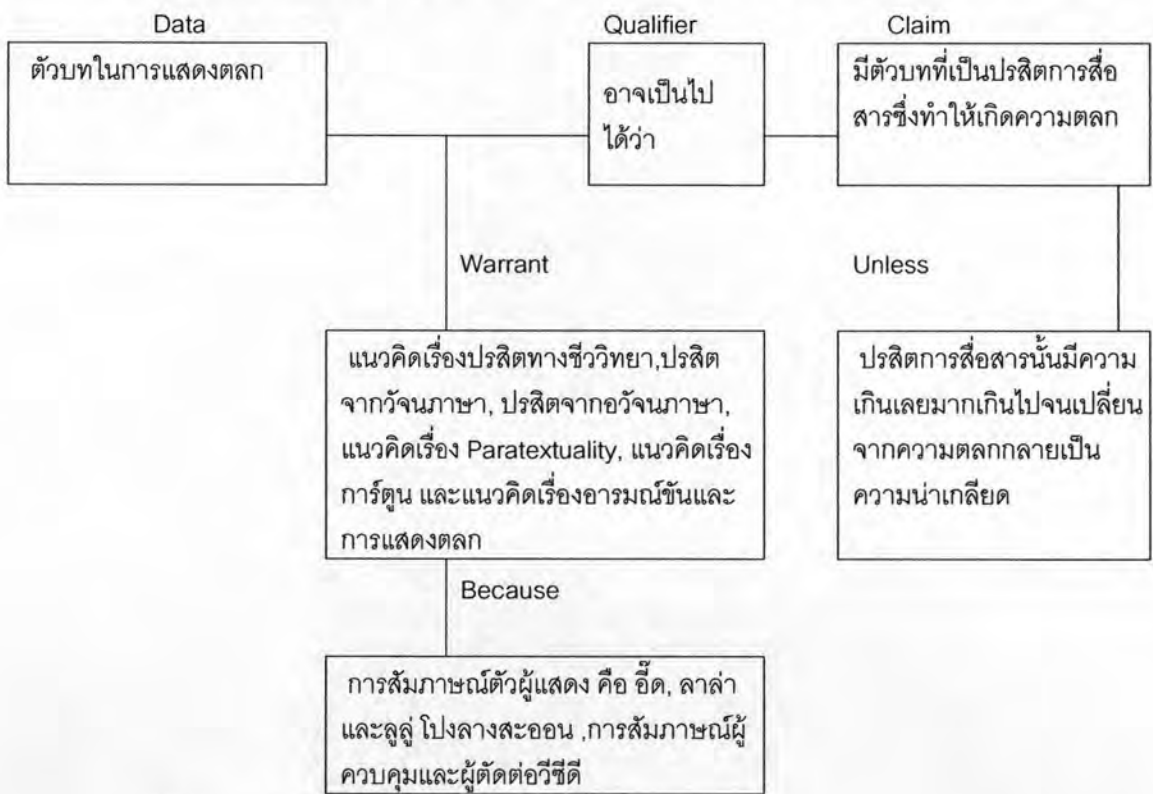 Data
ตัวบทในการแสดงตลก
Qualifier
อาจเป็นไป
ได้ว่า
Claim
มีตัวบทที่เป็นปรสิตการสื่อ
สารซึ่งทำให้เกิดความตลก
Warrant
แนวคิดเรื่องปรสิตทางชีววิทยา,ปรสิต
จากวัจนภาษา, ปรสิตจากอวัจนภาษา,
แนวคิดเรื่อง Paratextuality, แนวคิดเรื่อง
การ์ตูน และแนวคิดเรื่องอารมณ์ขันและ
การแสดงตลก
Unless
ปรสิตการสื่อสารนั้นมีความ
เกินเลยมากเกินไปจนเปลี่ยน
จากความตลกกลายเป็น
ความน่าเกลียด
Because
การสัมภาษณ์ตัวผู้แสดง คือ อี๊ด, ลาล่า
และลูลู่ โปงลางสะออน ,การสัมภาษณ์ผู้
ควบคุมและผู้ตัดต่อวีซีดี